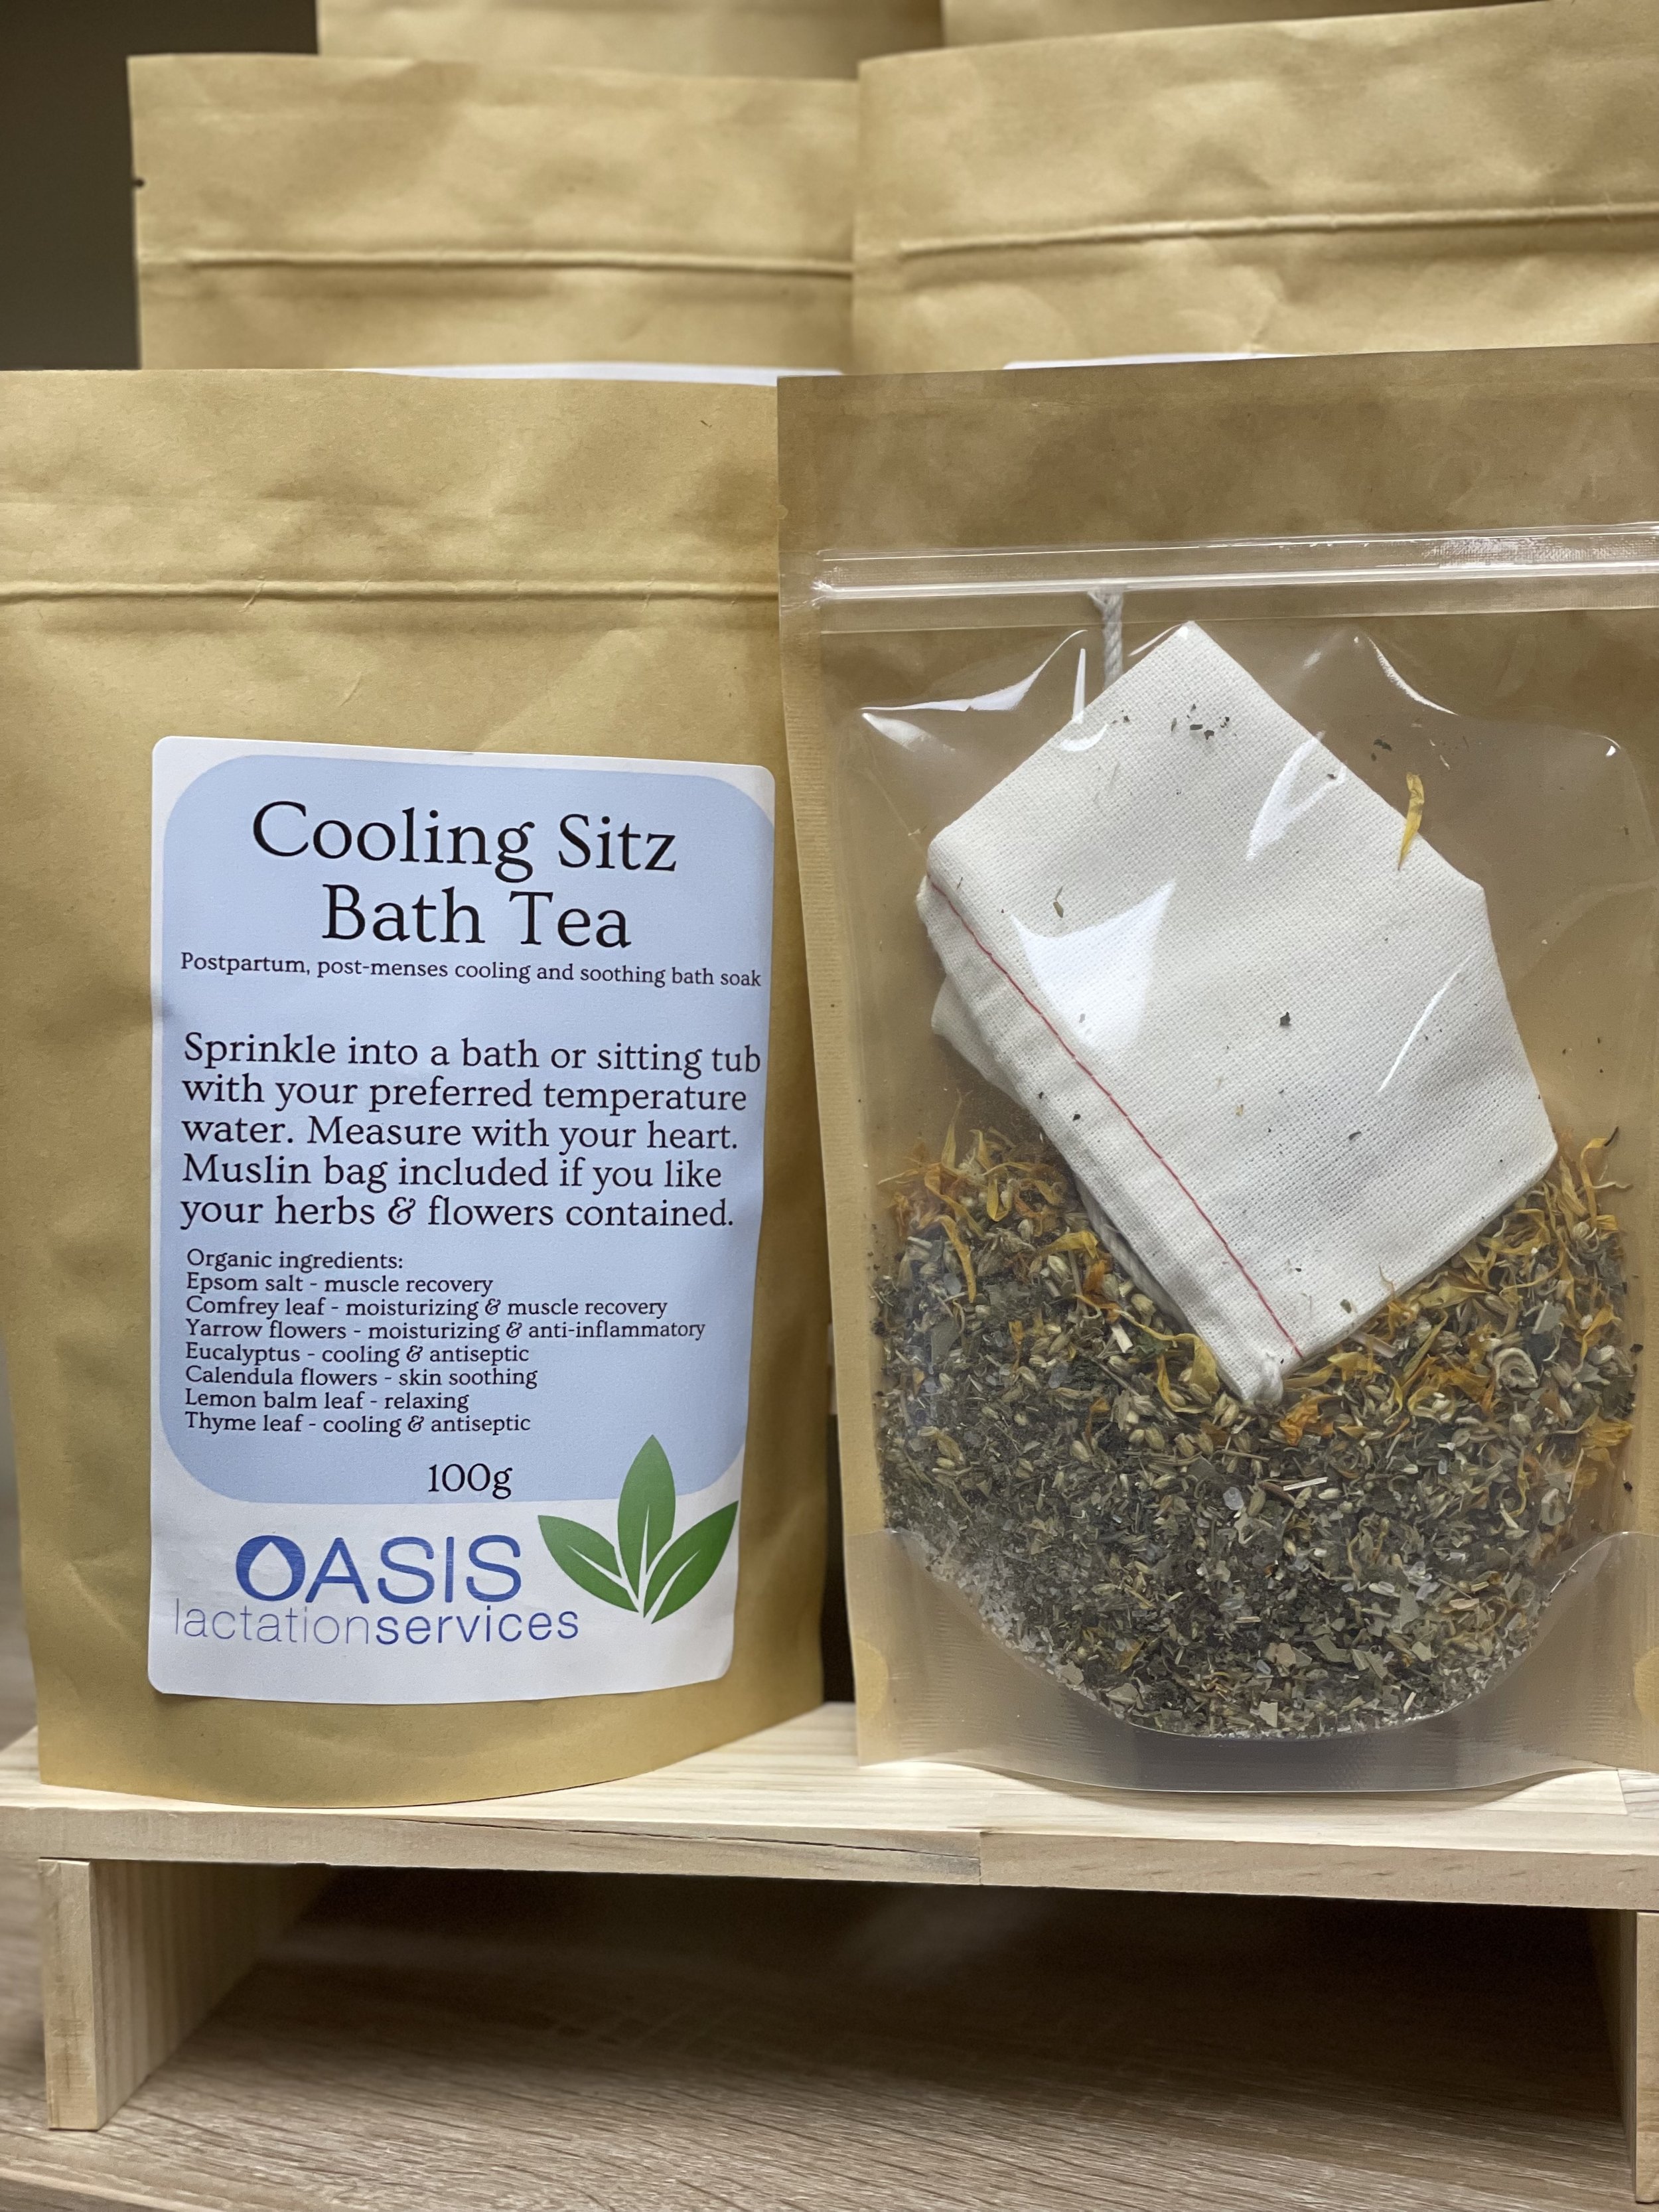 Cooling Sitz
Bath Tea
Postpartum, post-menses cooling and soothing bath soak
Sprinkle into a bath or sitting tub
with your preferred temperature
water. Measure with your heart.
Muslin bag included if you like
your herbs & flowers contained.
Organic ingredients:
Epsom salt - muscle recovery
Comfrey leaf - moisturizing & muscle recovery
Yarrow flowers - moisturizing & anti-inflammatory
Eucalyptus - cooling & antiseptic
Calendula flowers - skin soothing
Lemon balm leaf - relaxing
Thyme leaf - cooling & antiseptic
100g
OASIS
lactationservices